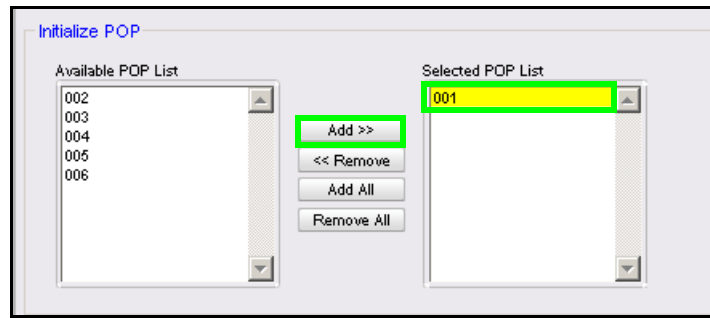 Initialize POP
Available POP List
002
003
004
005
006
Add >>
<< Remove
Add All
Remove All
Selected POP List
001